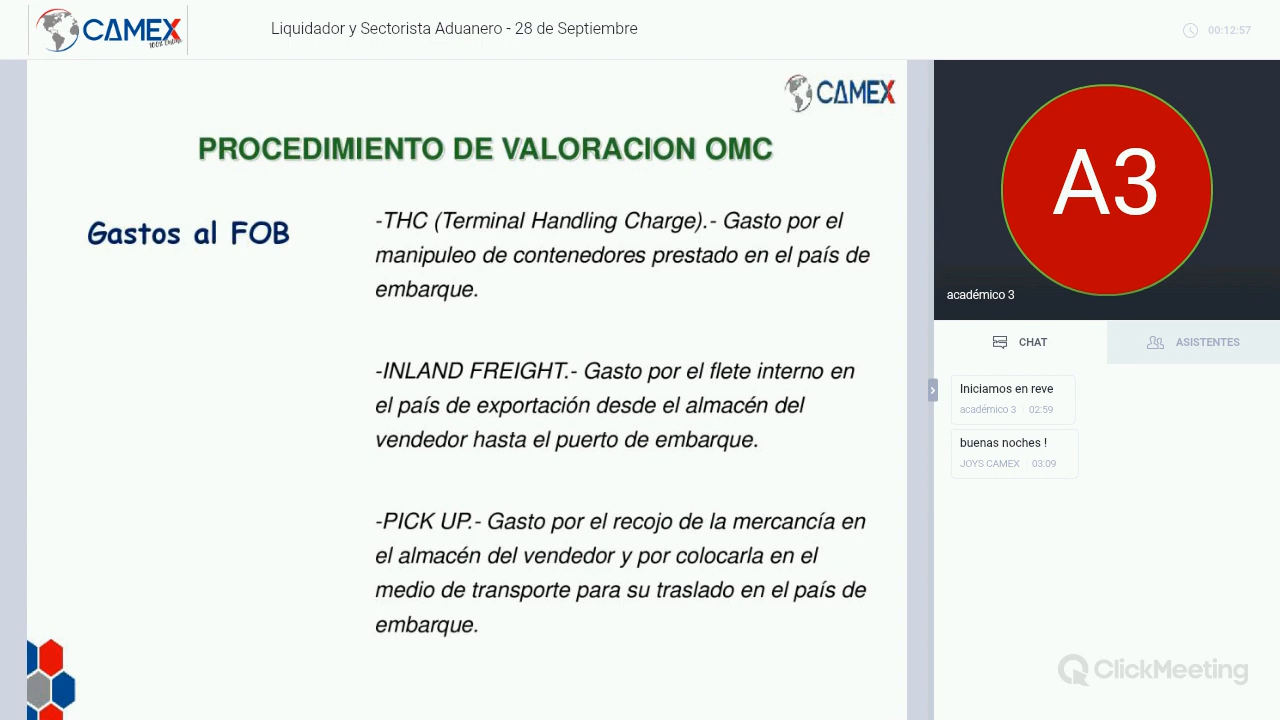 CAMEX
100% ONLINE
Liquidador y Sectorista Aduanero - 28 de Septiembre
00:12:57
CAMEX
PROCEDIMIENTO DE VALORACION OMC
Gastos al FOB
-THC (Terminal Handling Charge).- Gasto por el
manipuleo de contenedores prestado en el país de
embarque.
-INLAND FREIGHT.- Gasto por el flete interno en
el país de exportación desde el almacén del
vendedor hasta el puerto de embarque.
-PICK UP.- Gasto por el recojo de la mercancía en
el almacén del vendedor y por colocarla en el
medio de transporte para su traslado en el país de
embarque.
A3
académico 3
CHAT
ASISTENTES
Iniciamos en reve
académico 3 02:59
buenas noches !
JOYS CAMEX 03:09
ClickMeeting